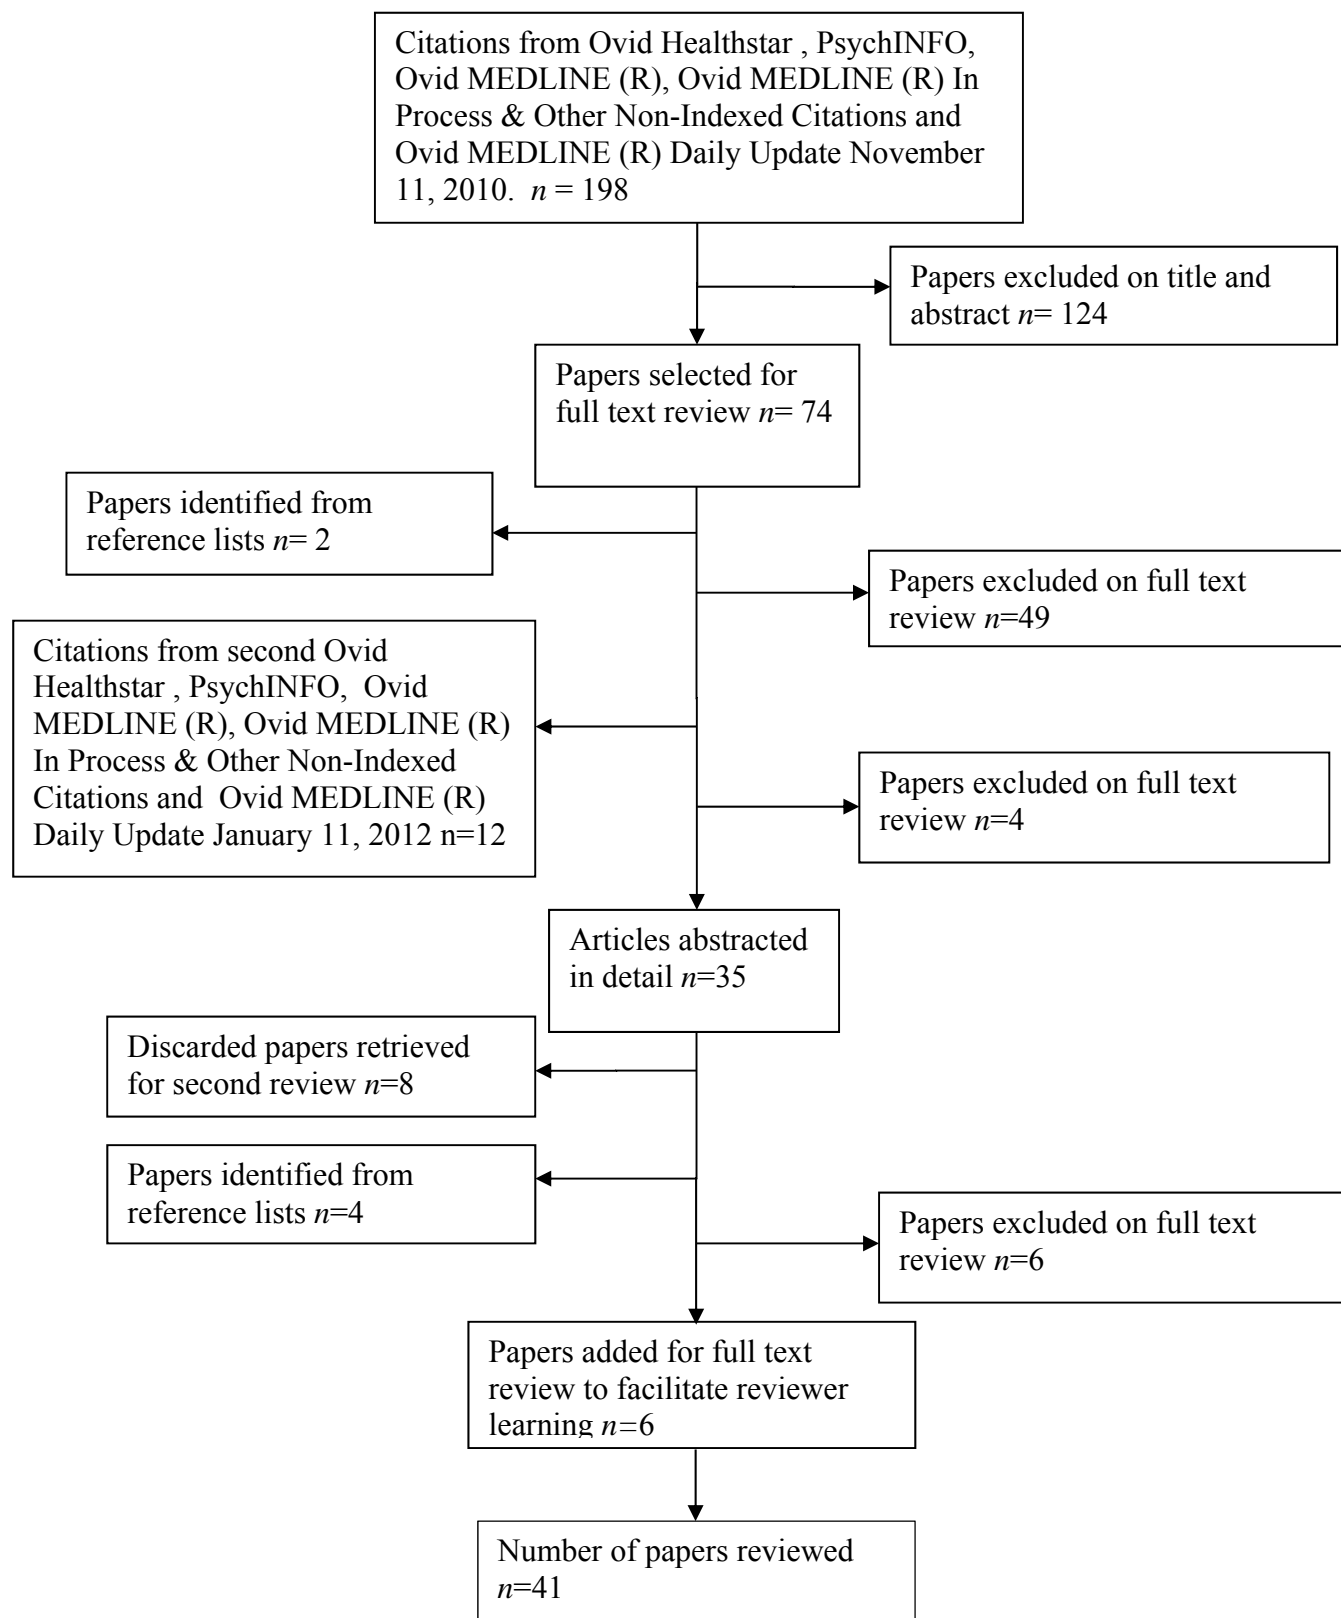 Citations from Ovid Healthstar , PsychINFO,
Ovid MEDLINE (R), Ovid MEDLINE (R) In
Process & Other Non-Indexed Citations and
Ovid MEDLINE (R) Daily Update November
11, 2010.  n = 198
Papers excluded on title and
abstract n= 124
Papers selected for
full text review n= 74
Papers identified from
reference lists n= 2
Papers excluded on full text
review n=49
Citations from second Ovid
Healthstar , PsychINFO,  Ovid
MEDLINE (R), Ovid MEDLINE (R)
In Process & Other Non-Indexed
Citations and  Ovid MEDLINE (R)
Daily Update January 11, 2012 n=12
Papers excluded on full text
review n=4
Articles abstracted
in detail n=35
Discarded papers retrieved
for second review n=8
Papers identified from
reference lists n=4
Papers excluded on full text
review n=6
Papers added for full text
review to facilitate reviewer
learning n=6
Number of papers reviewed
n=41